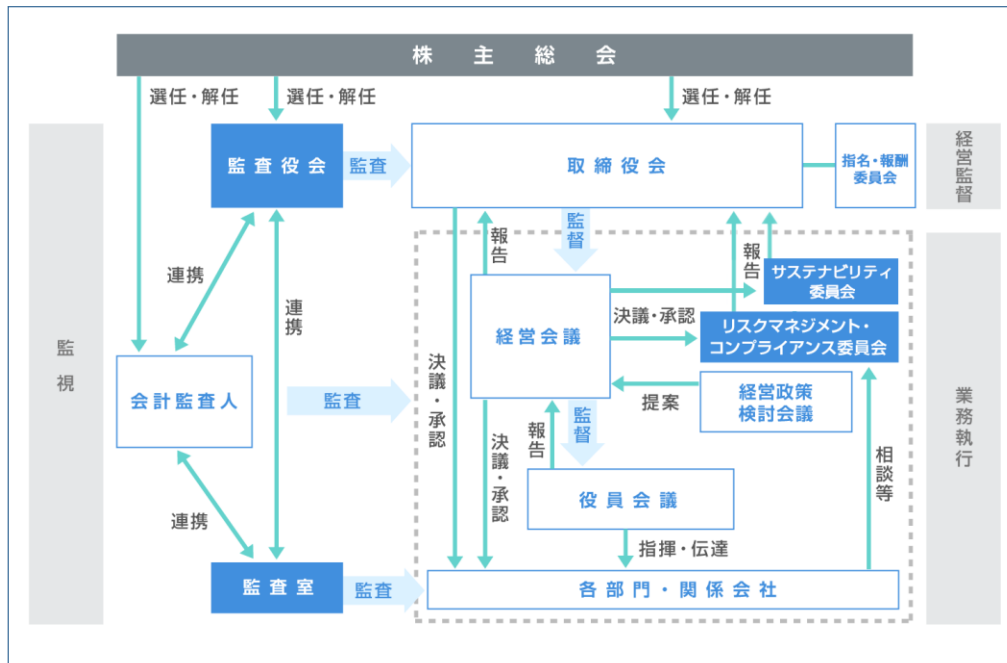 株主総会
選任・解任
選任・解任
選任・解任
監視
監査役会
監査
取締役会
指名・報酬
委員会
経営監督
監督
報告
報告
サステナビリティ
委員会
連携
連携
経営会議
決議・承認
リスクマネジメント・
コンプライアンス委員会
決議・承認
会計監査人
監査
提案
経営政策
検討会議
業務執行
監督
報告
決議・承認
相談等
役員会議
連携
指揮・伝達
監査室
監査
各部門・関係会社